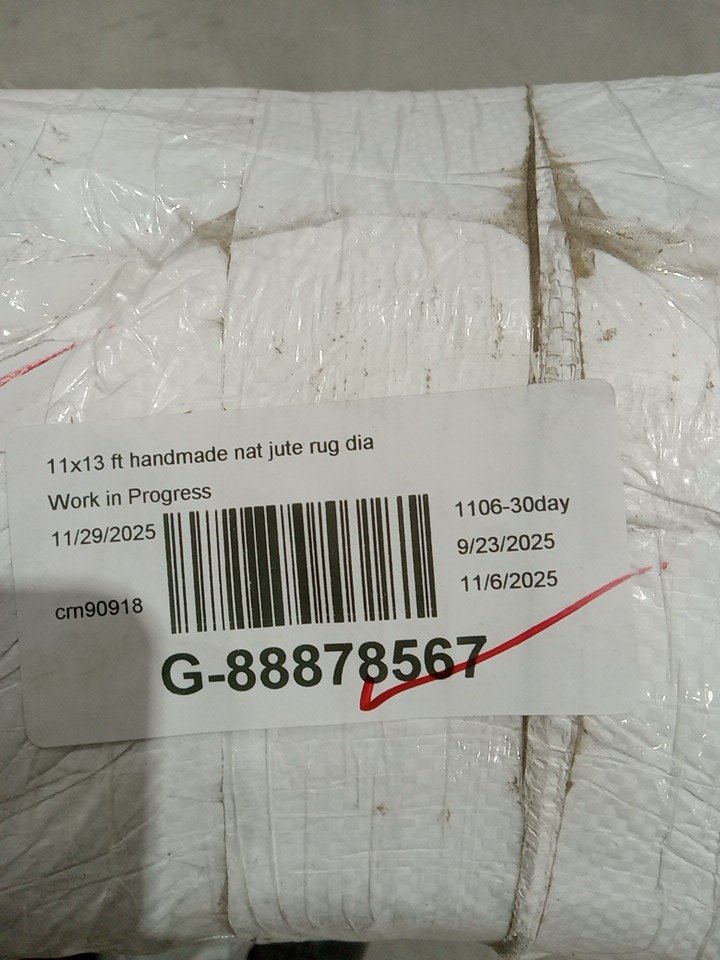 11x13 ft handmade nat jute rug dia
Work in Progress
11/29/2025
1106-30day
9/23/2025
11/6/2025
crn90918
G-88878567